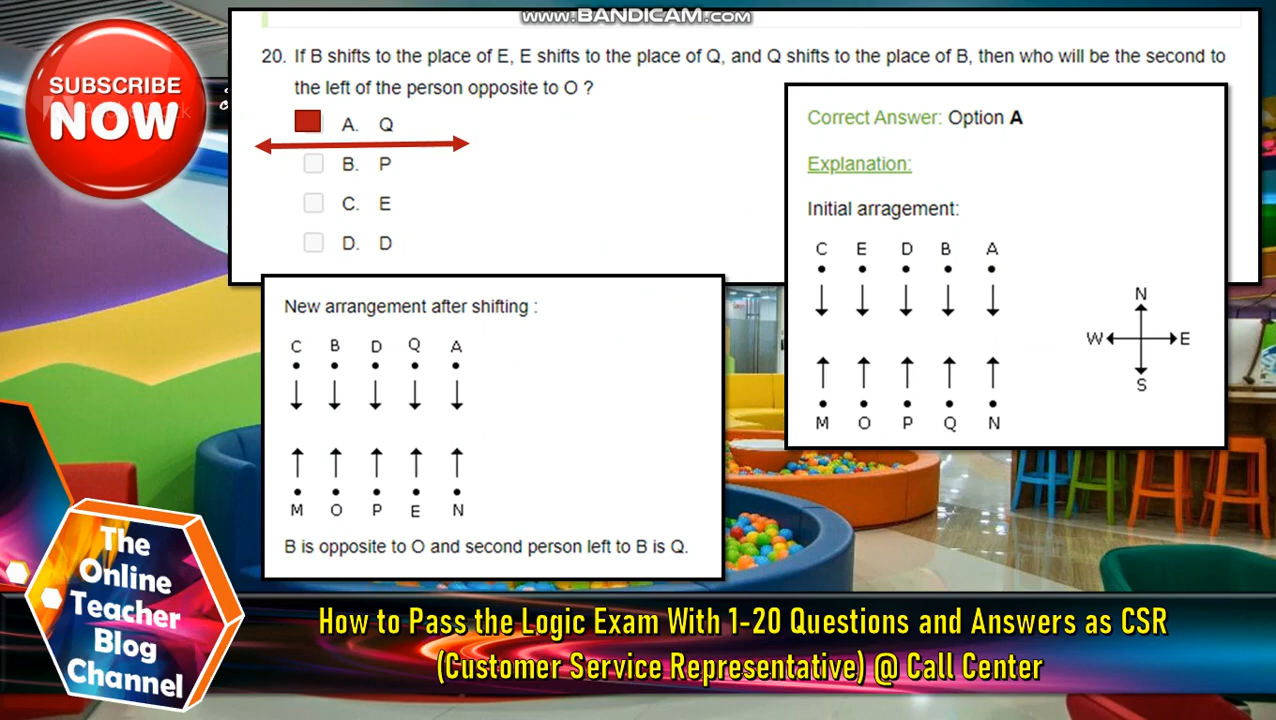 www.BANDICAM.com
SUBSCRIBE
NOW
20. If B shifts to the place of E, E shifts to the place of Q, and Q shifts to the place of B, then who will be the second to
the left of the person opposite to O ?
A. Q
B. P
C. E
D. D
Correct Answer: Option A
Explanation:
Initial arragement:
C E D B A
M O P Q N
N
W E
S
New arrangement after shifting :
C B D Q A
M O P E N
B is opposite to O and second person left to B is Q.
The
Online
Teacher
Blog
Channel
How to Pass the Logic Exam With 1-20 Questions and Answers as CSR
(Customer Service Representative) @ Call Center